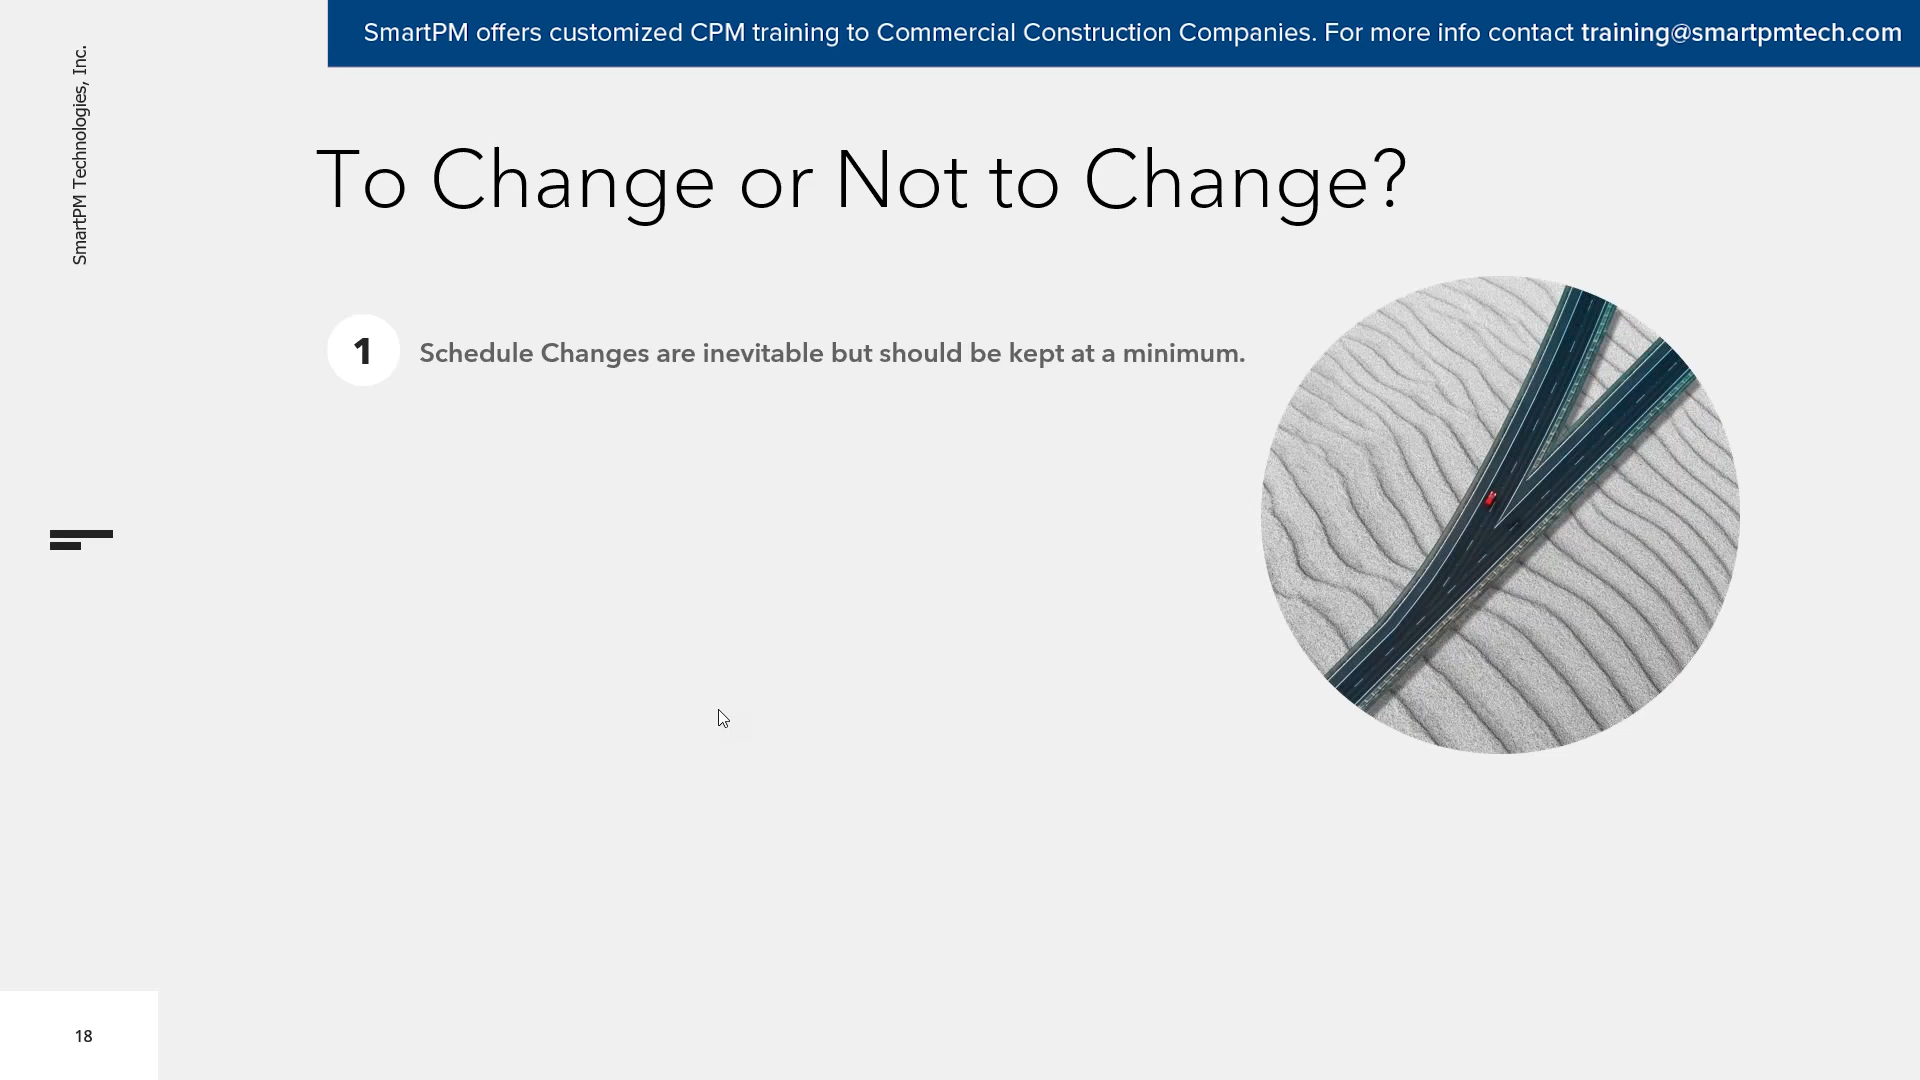 SmartPM offers customized CPM training to Commercial Construction Companies. For more info contact training@smartpmtech.com
SmartPM Technologies, Inc.
To Change or Not to Change?
1 Schedule Changes are inevitable but should be kept at a minimum.
18